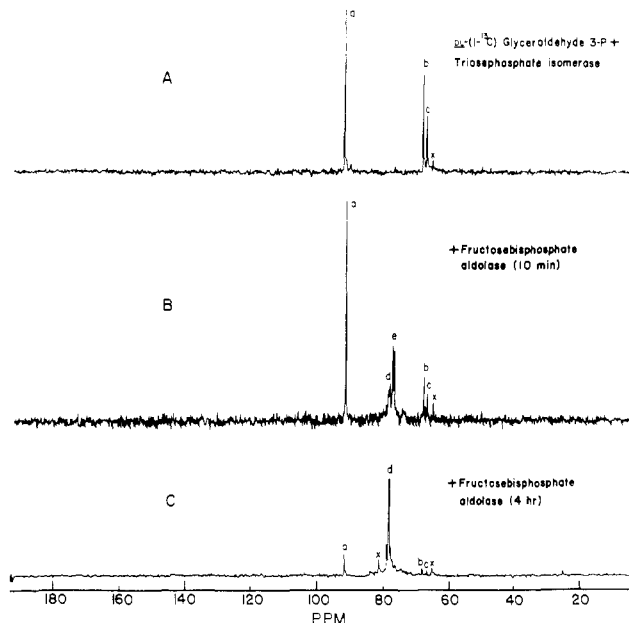 a
DL-(1-¹³C) Glyceraldehyde 3-P +
Triosephosphate isomerase
A
b
c
x
a
+Fructosebisphosphate
aldolase (10 min)
B
e
d
b
c
x
d
+Fructosebisphosphate
aldolase (4 hr)
C
a
x
b
c
x
180 160 140 120 100 80 60 40 20
PPM